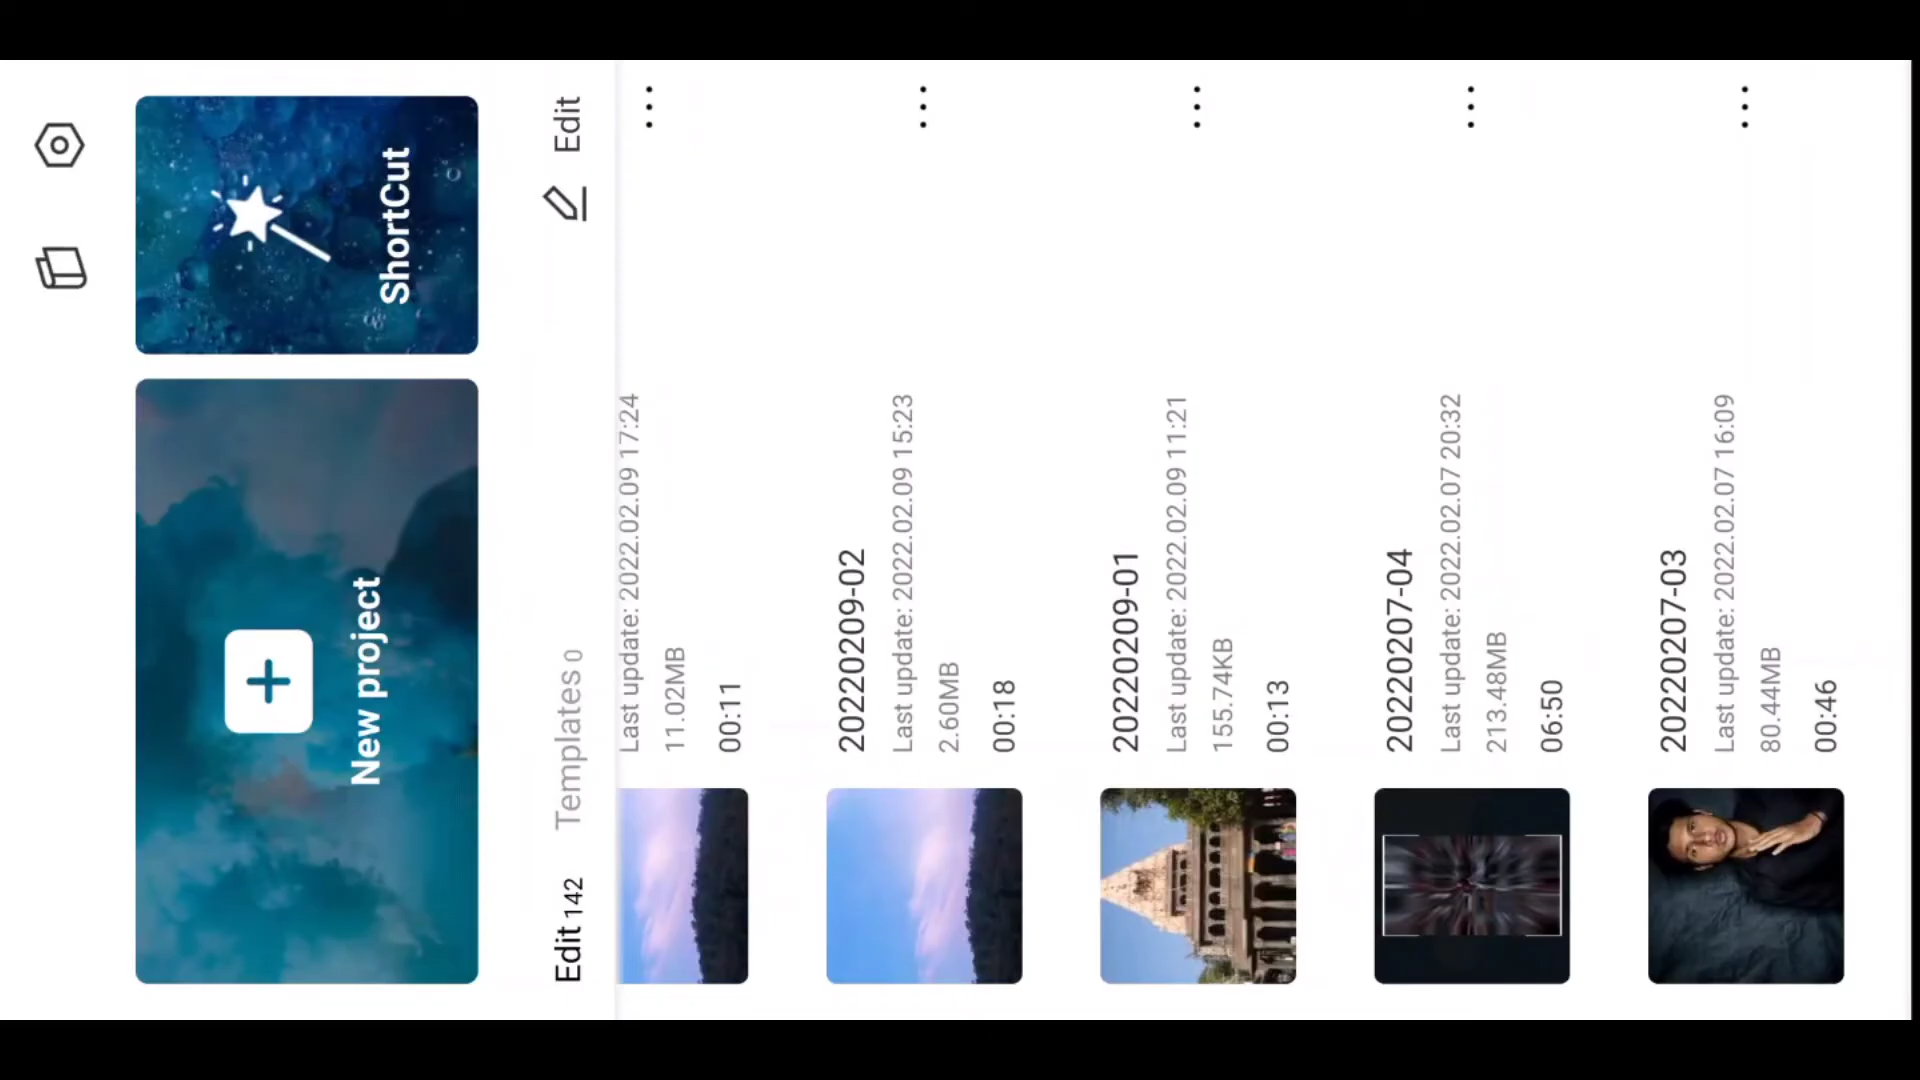 New project
ShortCut
Edit 142
Templates 0
Edit
Last update: 2022.02.09 17:24
11.02MB
00:11
20220209-02
Last update: 2022.02.09 15:23
2.60MB
00:18
20220209-01
Last update: 2022.02.09 11:21
155.74KB
00:13
20220207-04
Last update: 2022.02.07 20:32
213.48MB
06:50
20220207-03
Last update: 2022.02.07 16:09
80.44MB
00:46